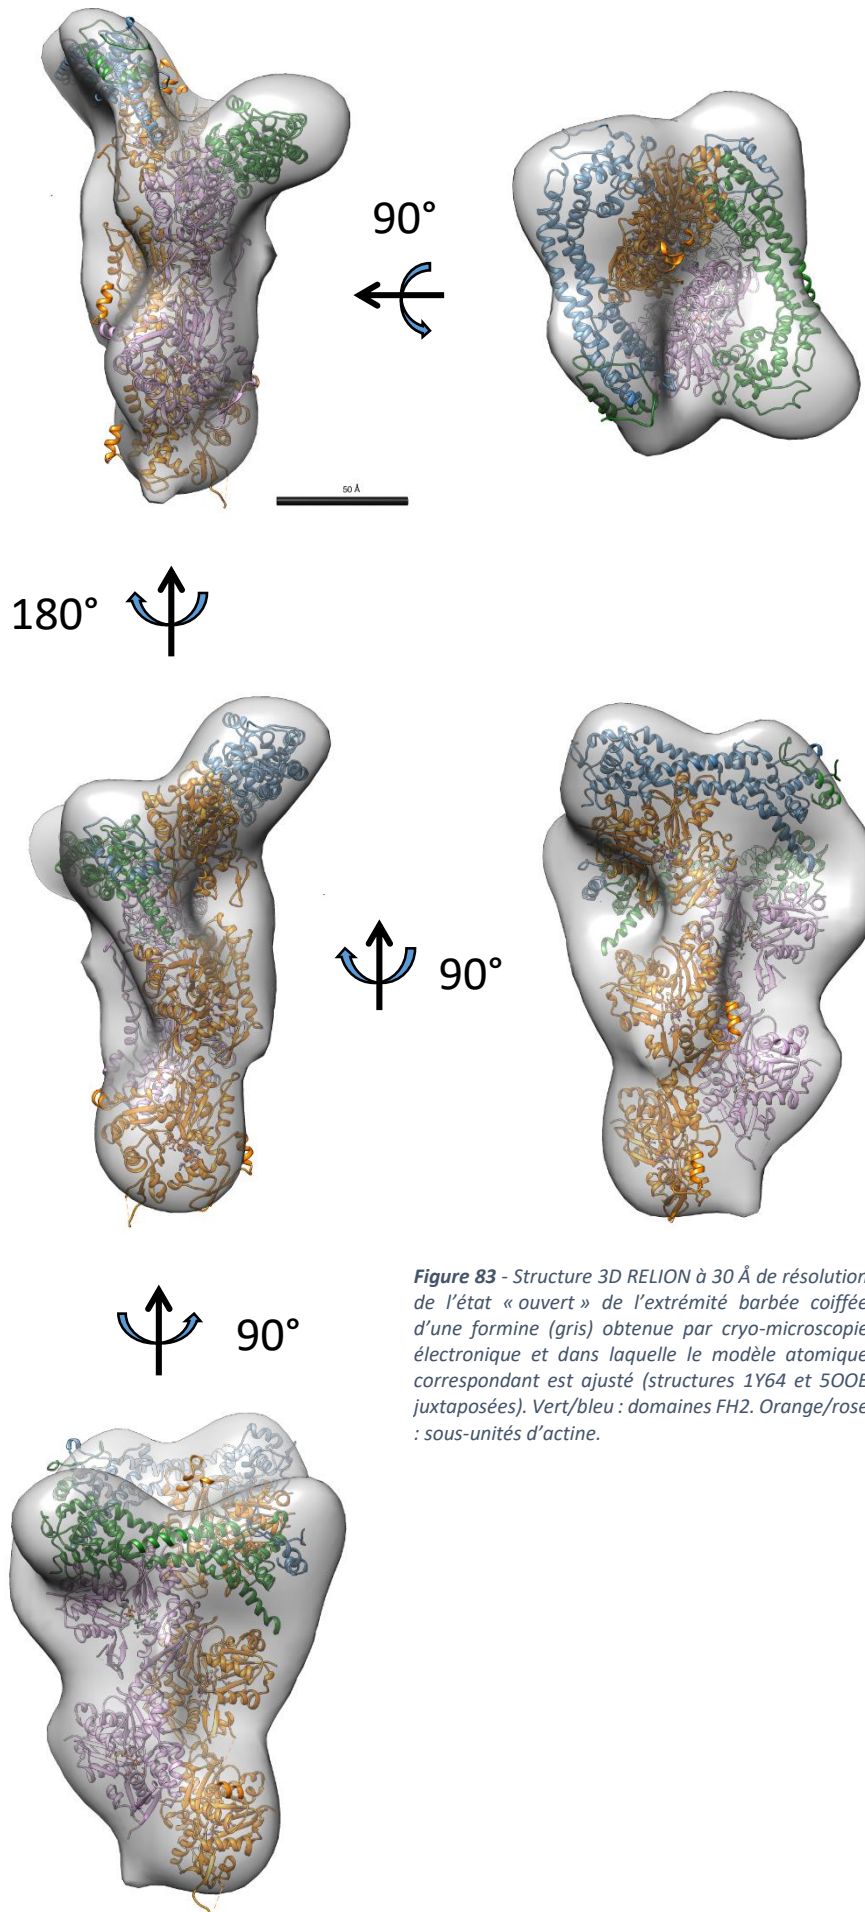 90°
50 Å
180°
90°
Figure 83 - Structure 3D RELION à 30 Å de résolution
de l'état « ouvert » de l'extrémité barbée coiffée
d'une formine (gris) obtenue par cryo-microscopie
électronique et dans laquelle le modèle atomique
correspondant est ajusté (structures 1Y64 et 5OOE
juxtaposées). Vert/bleu : domaines FH2. Orange/rose
: sous-unités d'actine.
90°